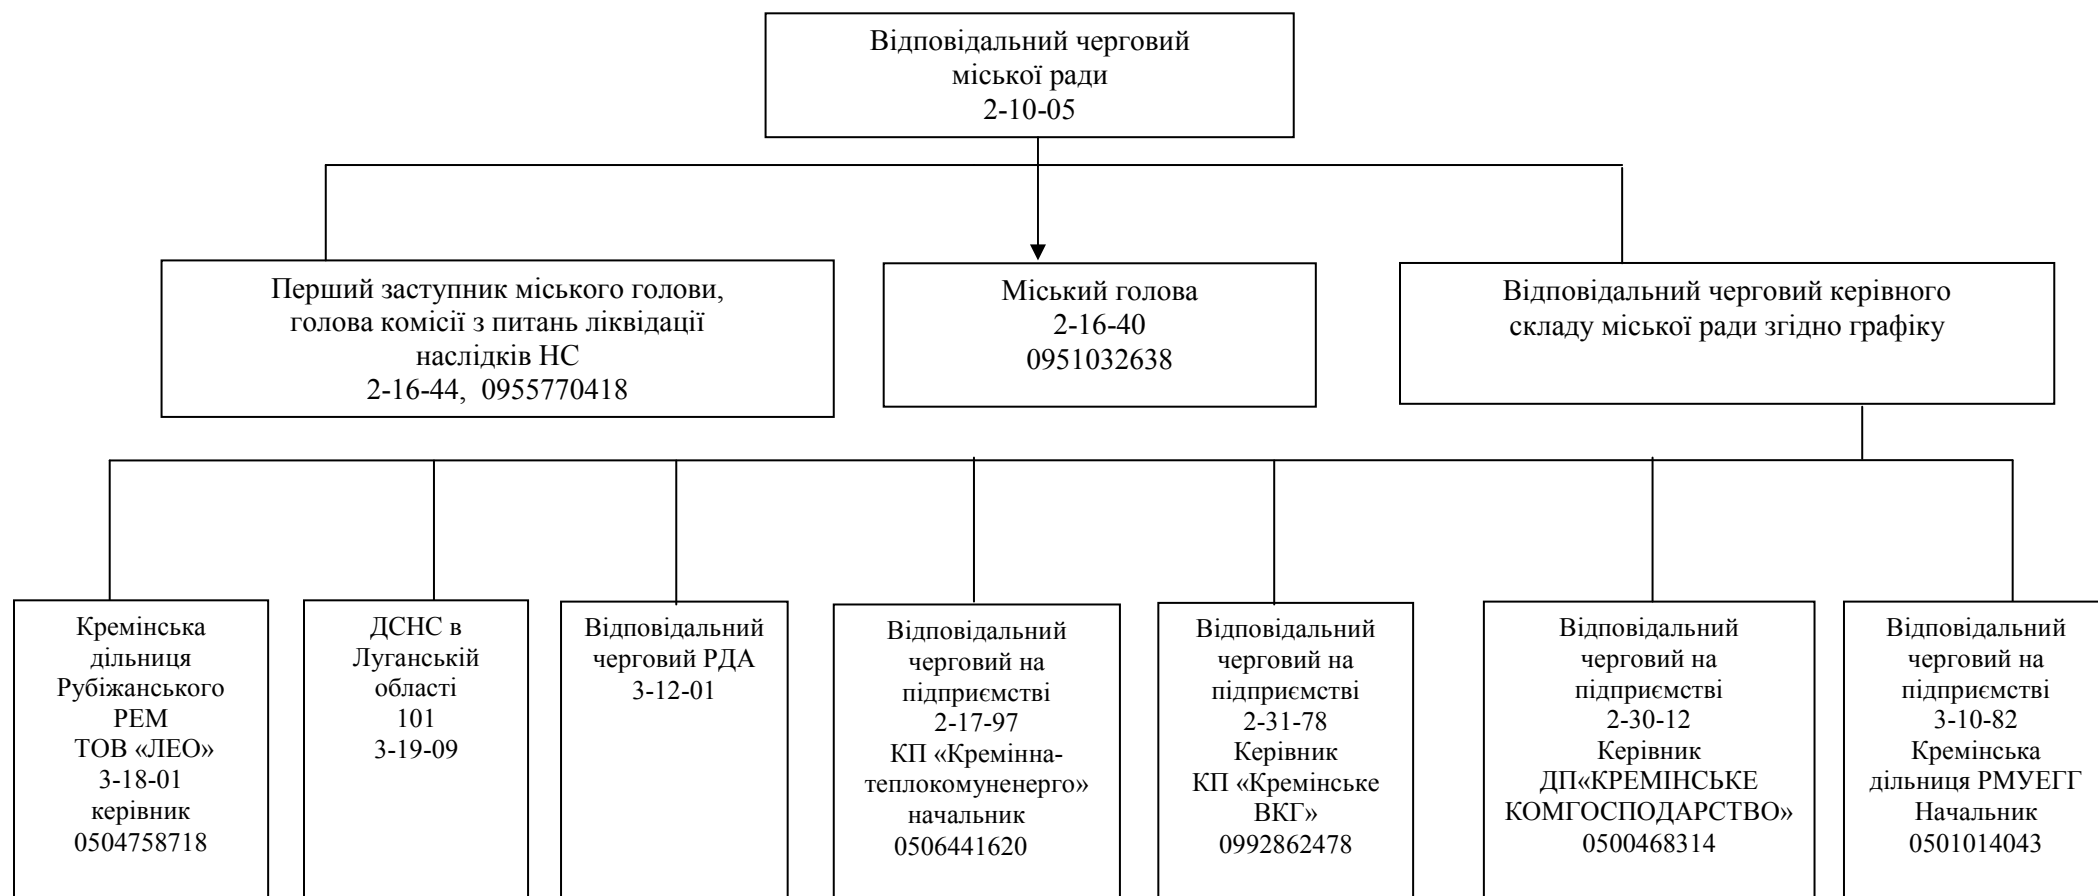 Відповідальний черговий
міської ради
2-10-05
Перший заступник міського голови,
голова комісії з питань ліквідації
наслідків НС
2-16-44, 0955770418
Міський голова
2-16-40
0951032638
Відповідальний черговий керівного
складу міської ради згідно графіку
Кремінська
дільниця
Рубіжанського
РЕМ
ТОВ «ЛЕО»
3-18-01
керівник
0504758718
ДСНС в
Луганській
області
101
3-19-09
Відповідальний
черговий РДА
3-12-01
Відповідальний
черговий на
підприємстві
2-17-97
КП «Кремінна-
теплокомуненерго»
начальник
0506441620
Відповідальний
черговий на
підприємстві
2-31-78
Керівник
КП «Кремінське
ВКГ»
0992862478
Відповідальний
черговий на
підприємстві
2-30-12
Керівник
ДП«КРЕМІНСЬКЕ
КОМГОСПОДАРСТВО»
0500468314
Відповідальний
черговий на
підприємстві
3-10-82
Кремінська
дільниця РМУЕГГ
Начальник
0501014043